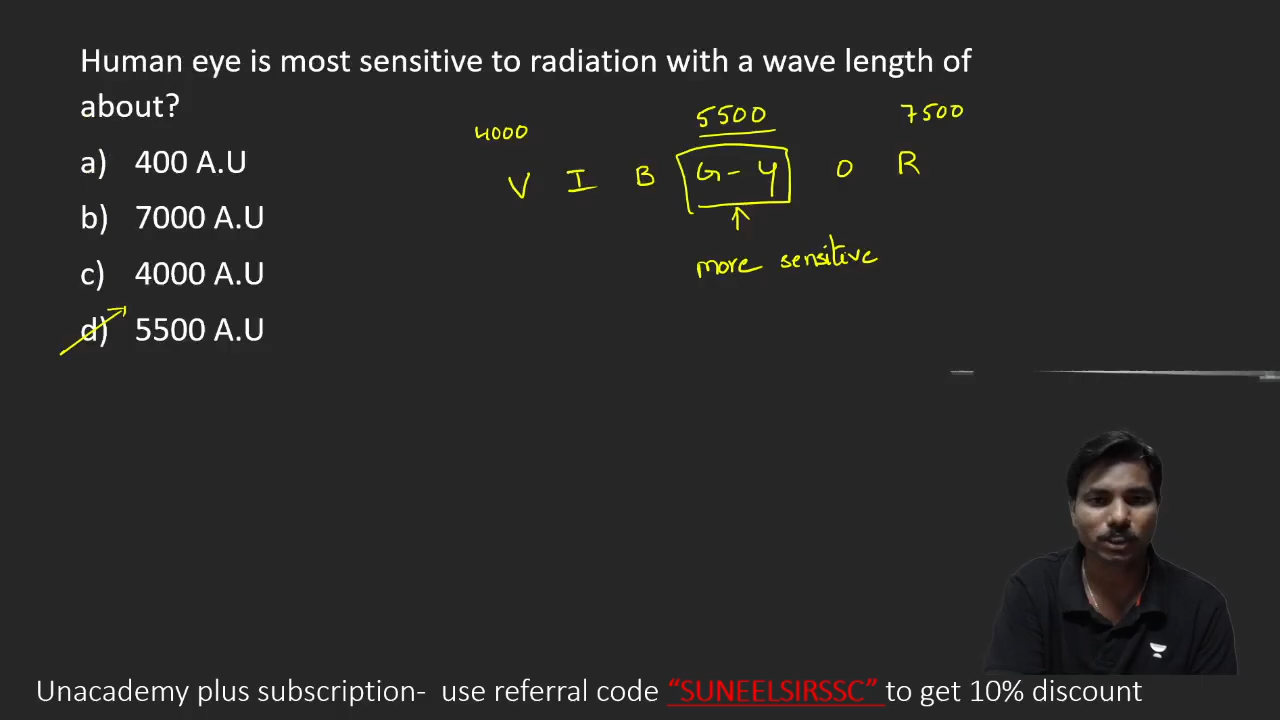 Human eye is most sensitive to radiation with a wave length of
about?
a) 400 A.U
b) 7000 A.U
c) 4000 A.U
d) 5500 A.U
4000 5500 7500
V I B G - Y O R
more sensitive
Unacademy plus subscription- use referral code “SUNEELSIRSSC” to get 10% discount